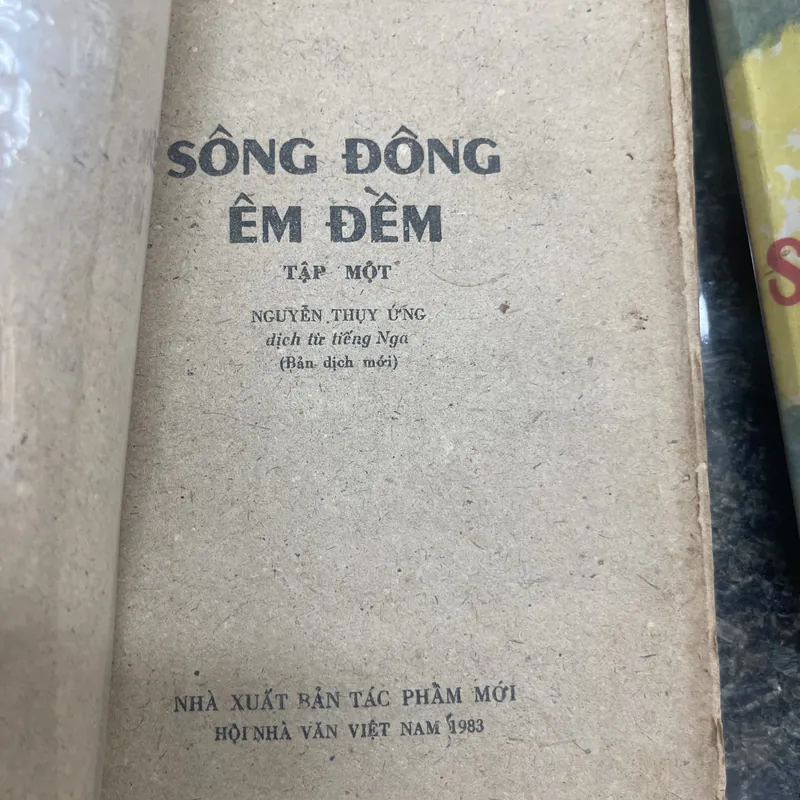 SÔNG ĐÔNG
ÊM ĐỀM
TẬP MỘT
NGUYỄN THỤY ỨNG
dịch từ tiếng Nga
(Bản dịch mới)
NHÀ XUẤT BẢN TÁC PHẨM MỚI
HỘI NHÀ VĂN VIỆT NAM 1983
S